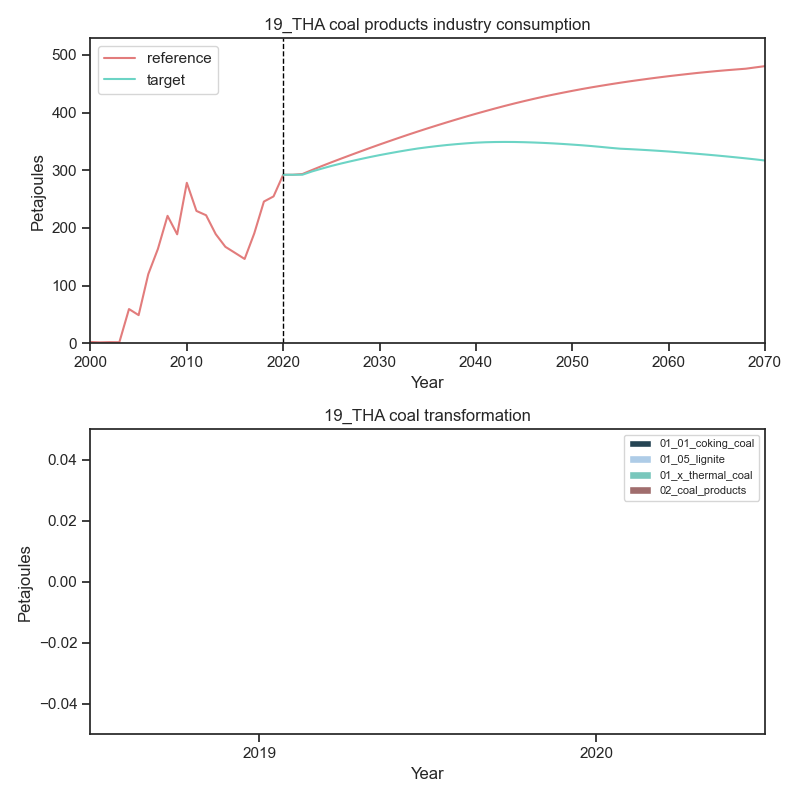 19_THA coal products industry consumption
reference
target
500
400
300
200
100
0
Petajoules
2000 2010 2020 2030 2040 2050 2060 2070
Year
19_THA coal transformation
01_01_coking_coal
01_05_lignite
01_x_thermal_coal
02_coal_products
0.04
0.02
0.00
−0.02
−0.04
Petajoules
2019 2020
Year